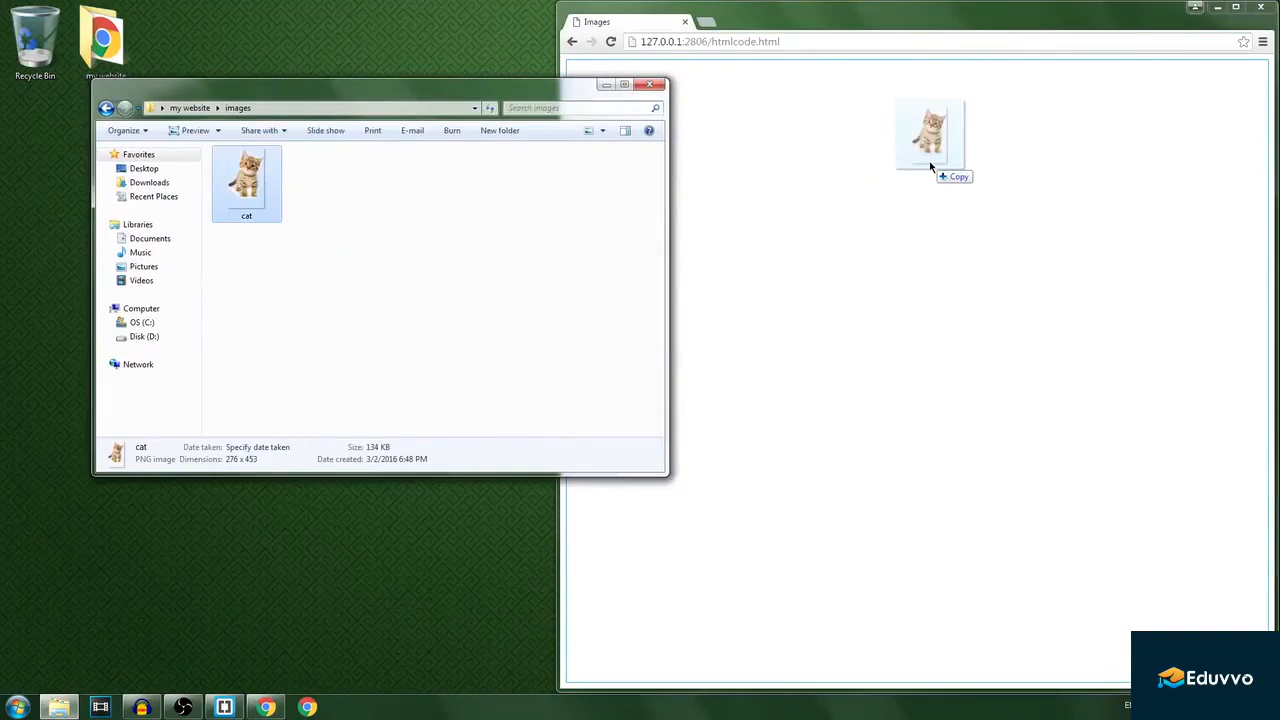 Recycle Bin
my website
Images
127.0.0.1:2806/htmlcode.html
my website
images
Search images
Organize
Preview
Share with
Slide show
Print
E-mail
Burn
New folder
Favorites
Desktop
Downloads
Recent Places
Libraries
Documents
Music
Pictures
Videos
Computer
OS (C:)
Disk (D:)
Network
cat
Copy
cat
Date taken: Specify date taken
Size: 134 KB
PNG image
Dimensions: 276 x 453
Date created: 3/2/2016 6:48 PM
Eduvvo